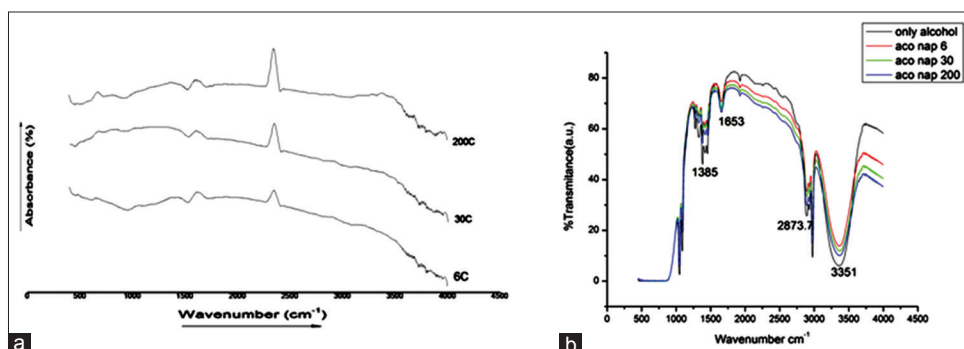 Absorbance (%)
200C
30C
6C
0 500 1000 1500 2000 2500 3000 3500 4000 4500
Wavenumber (cm⁻¹)
a
only alcohol
aco nap 6
aco nap 30
aco nap 200
%Transmitance(a.u.)
80
60
40
20
0
1653
1385
2873.7
3351
0 500 1000 1500 2000 2500 3000 3500 4000 4500
Wavenumber cm⁻¹
b